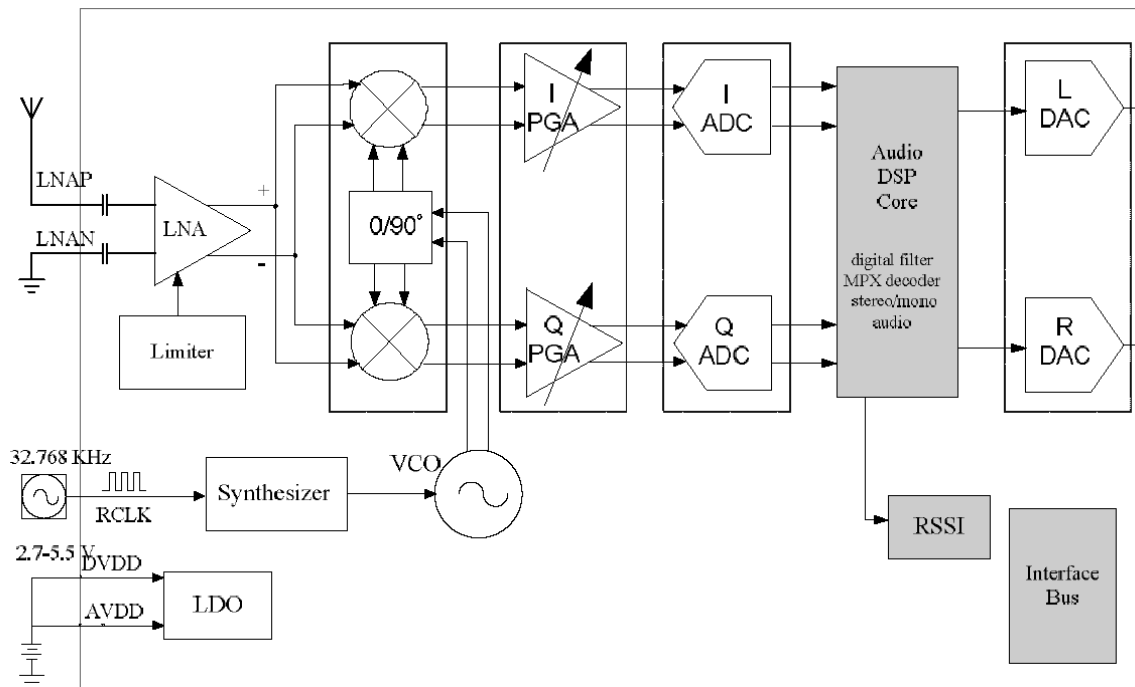 LNAP
LNAN
LNA
+
-
Limiter
0/90°
I
PGA
Q
PGA
I
ADC
Q
ADC
Audio
DSP
Core
digital filter
MPX decoder
stereo/mono
audio
L
DAC
R
DAC
32.768 KHz
RCLK
Synthesizer
VCO
RSSI
Interface
Bus
2.7-5.5 V
DVDD
AVDD
LDO